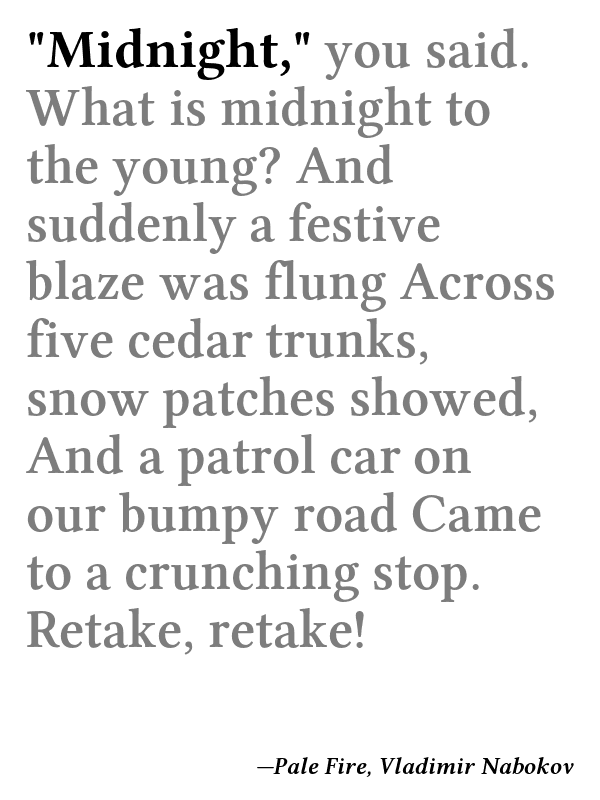 "Midnight," you said.
What is midnight to
the young? And
suddenly a festive
blaze was flung Across
five cedar trunks,
snow patches showed,
And a patrol car on
our bumpy road Came
to a crunching stop.
Retake, retake!
—Pale Fire, Vladimir Nabokov